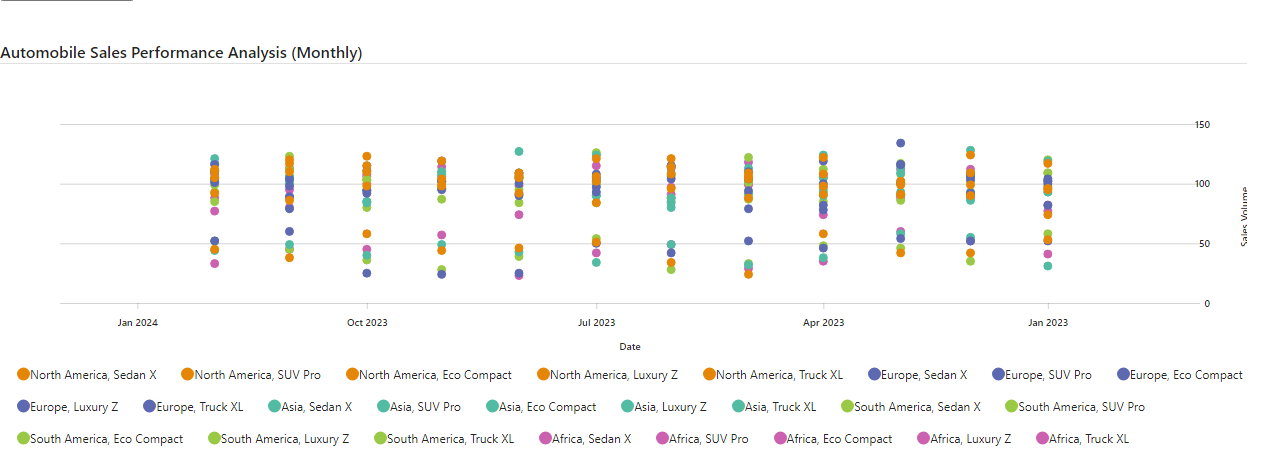 Automobile Sales Performance Analysis (Monthly)
150
100
50
0
Sales Volume
Jan 2024 Oct 2023 Jul 2023 Apr 2023 Jan 2023
Date
North America, Sedan X North America, SUV Pro North America, Eco Compact North America, Luxury Z North America, Truck XL Europe, Sedan X Europe, SUV Pro Europe, Eco Compact
Europe, Luxury Z Europe, Truck XL Asia, Sedan X Asia, SUV Pro Asia, Eco Compact Asia, Luxury Z Asia, Truck XL South America, Sedan X South America, SUV Pro
South America, Eco Compact South America, Luxury Z South America, Truck XL Africa, Sedan X Africa, SUV Pro Africa, Eco Compact Africa, Luxury Z Africa, Truck XL